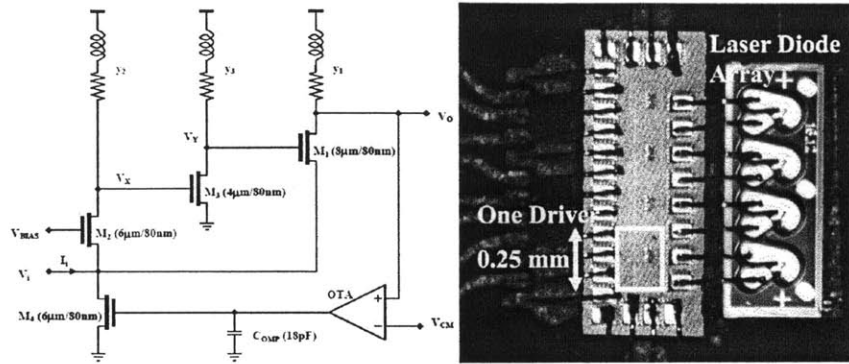 y₂
y₃
y₁
V_O
V_Y
M₁ (8μm/80nm)
V_X
M₃ (4μm/80nm)
V_BIAS
M₂ (6μm/80nm)
I_i
V_i
OTA
+
−
M₄ (6μm/80nm)
C_OMP (18pF)
V_CM
Laser Diode
Array
One Driver
0.25 mm